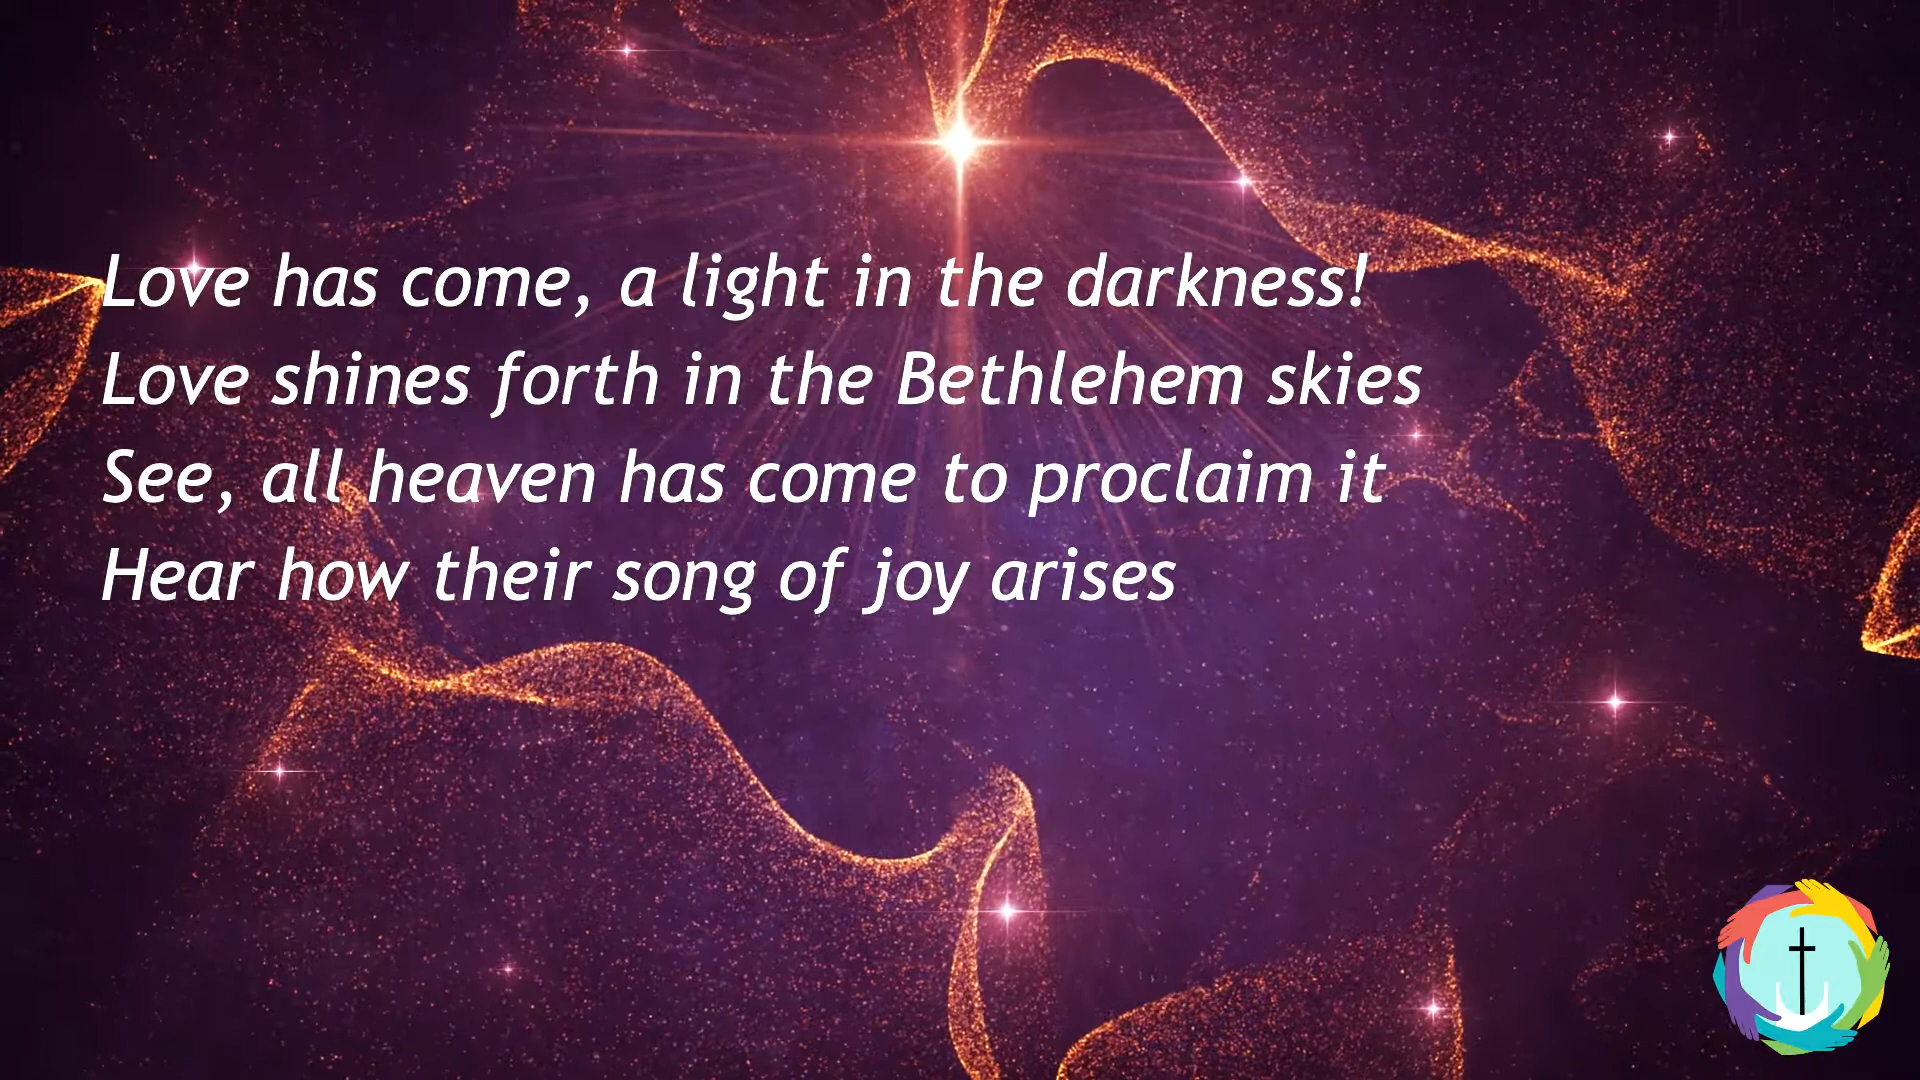 Love has come, a light in the darkness!
Love shines forth in the Bethlehem skies
See, all heaven has come to proclaim it
Hear how their song of joy arises